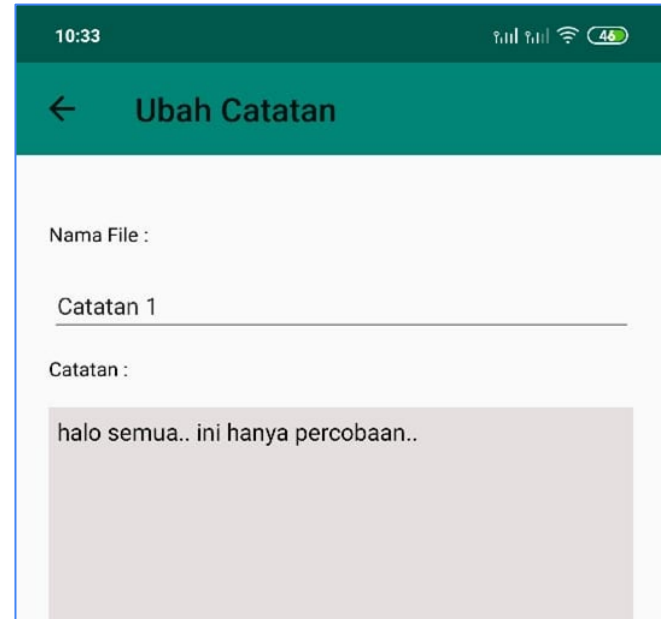 10:33
46
Ubah Catatan
Nama File :
Catatan 1
Catatan :
halo semua.. ini hanya percobaan..